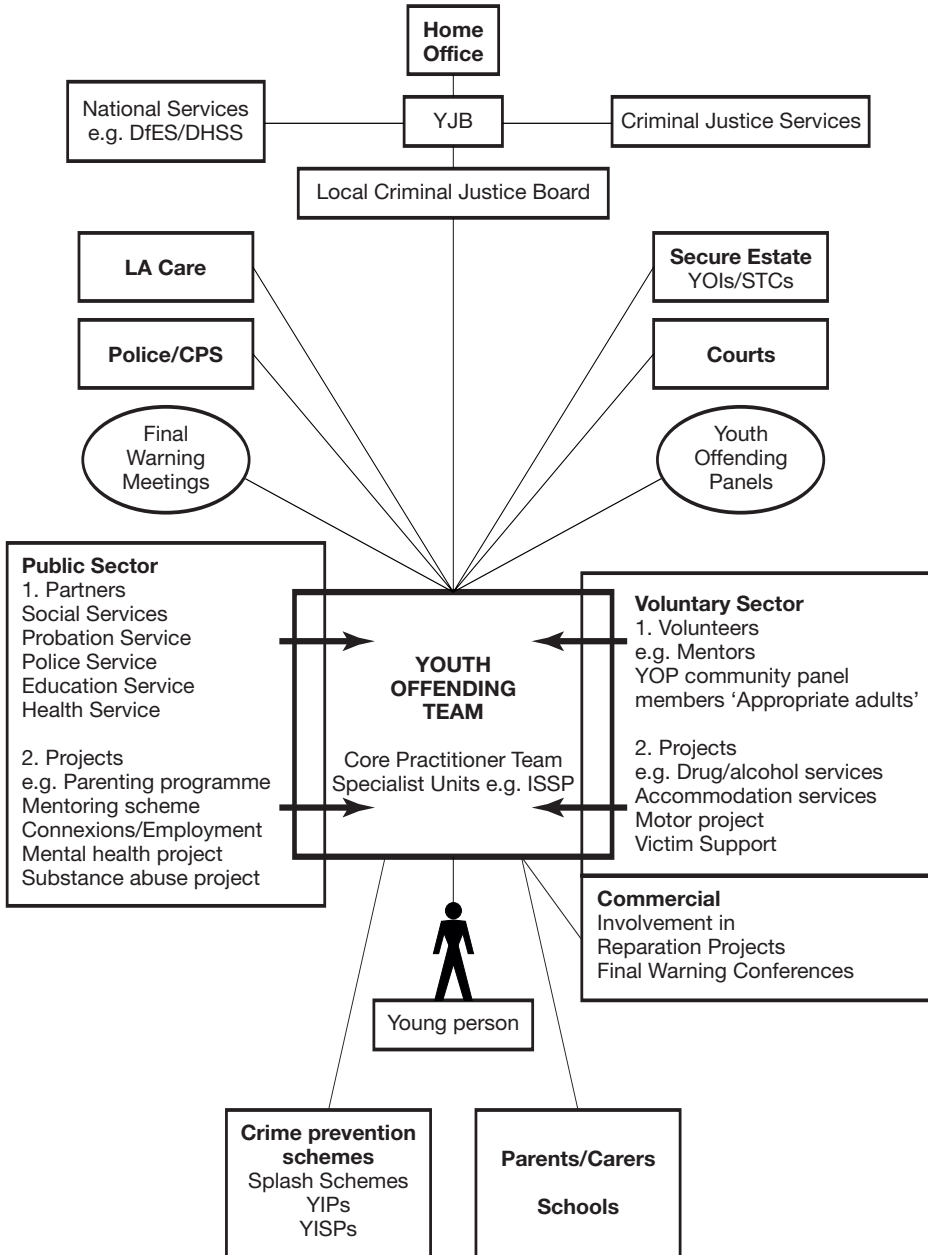 Home
Office
National Services
e.g. DfES/DHSS
YJB
Criminal Justice Services
Local Criminal Justice Board
LA Care
Secure Estate
YOIs/STCs
Police/CPS
Courts
Final
Warning
Meetings
Youth
Offending
Panels
Public Sector
1. Partners
Social Services
Probation Service
Police Service
Education Service
Health Service
2. Projects
e.g. Parenting programme
Mentoring scheme
Connexions/Employment
Mental health project
Substance abuse project
YOUTH
OFFENDING
TEAM
Core Practitioner Team
Specialist Units e.g. ISSP
Voluntary Sector
1. Volunteers
e.g. Mentors
YOP community panel
members ‘Appropriate adults’
2. Projects
e.g. Drug/alcohol services
Accommodation services
Motor project
Victim Support
Commercial
Involvement in
Reparation Projects
Final Warning Conferences
Young person
Crime prevention
schemes
Splash Schemes
YIPs
YISPs
Parents/Carers
Schools